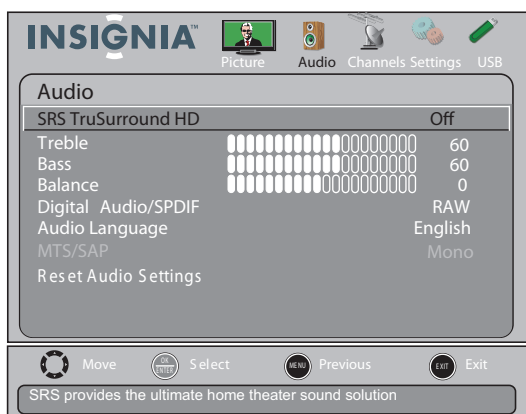 INSIGNIA™
Picture Audio Channels Settings USB
Audio
SRS TruSurround HD Off
Treble 60
Bass 60
Balance 0
Digital Audio/SPDIF RAW
Audio Language English
MTS/SAP Mono
Reset Audio Settings
Move OK ENTER Select MENU Previous EXIT Exit
SRS provides the ultimate home theater sound solution